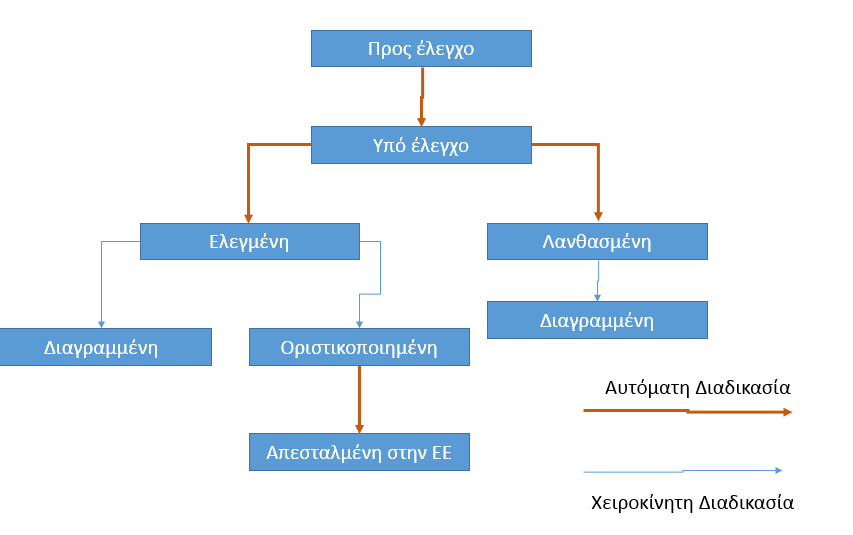 Προς έλεγχο
Υπό έλεγχο
Ελεγμένη
Λανθασμένη
Διαγραμμένη
Διαγραμμένη
Οριστικοποιημένη
Αυτόματη Διαδικασία
Απεσταλμένη στην ΕΕ
Χειροκίνητη Διαδικασία